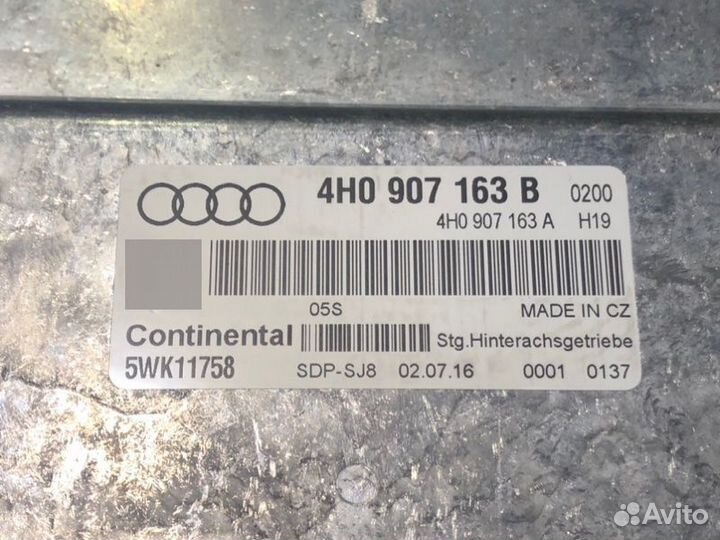 4H0 907 163 B 0200
4H0 907 163 A H19
05S MADE IN CZ
Continental Stg.Hinterachsgetriebe
5WK11758 SDP-SJ8 02.07.16 0001 0137
Avito